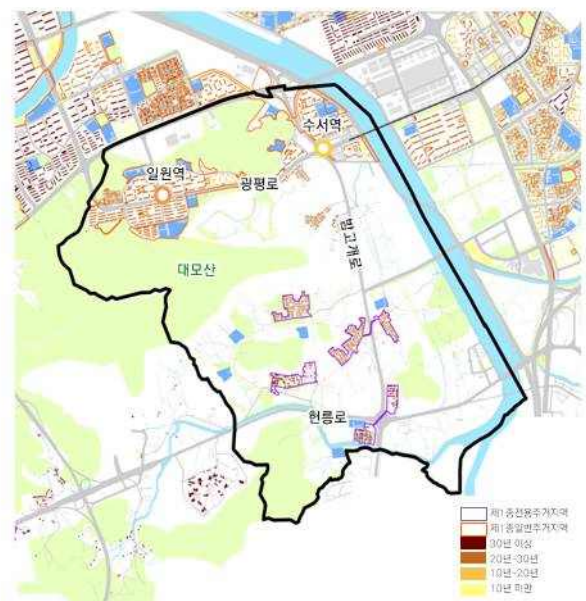 수서역
일원역
광평로
밤고개로
대모산
헌릉로
제1종전용주거지역
제1종일반주거지역
30년 이상
20년-30년
10년-20년
10년 미만